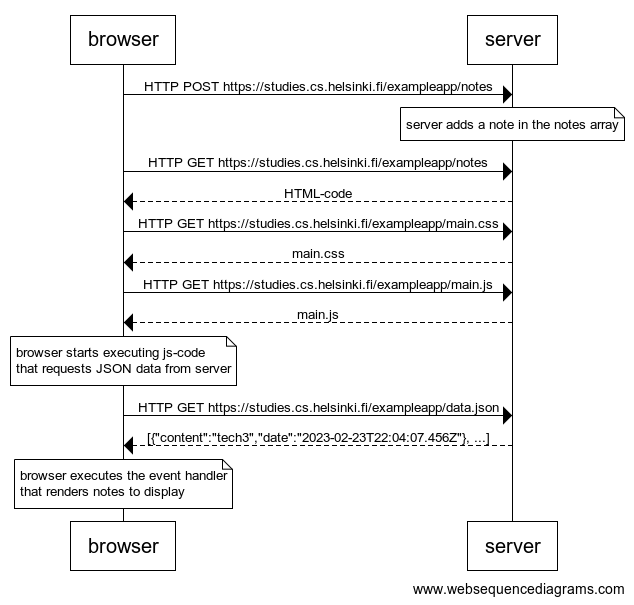 browser
server
HTTP POST https://studies.cs.helsinki.fi/exampleapp/notes
server adds a note in the notes array
HTTP GET https://studies.cs.helsinki.fi/exampleapp/notes
HTML-code
HTTP GET https://studies.cs.helsinki.fi/exampleapp/main.css
main.css
HTTP GET https://studies.cs.helsinki.fi/exampleapp/main.js
main.js
browser starts executing js-code
that requests JSON data from server
HTTP GET https://studies.cs.helsinki.fi/exampleapp/data.json
[{"content":"tech3","date":"2023-02-23T22:04:07.456Z"}, ...]
browser executes the event handler
that renders notes to display
browser
server
www.websequencediagrams.com